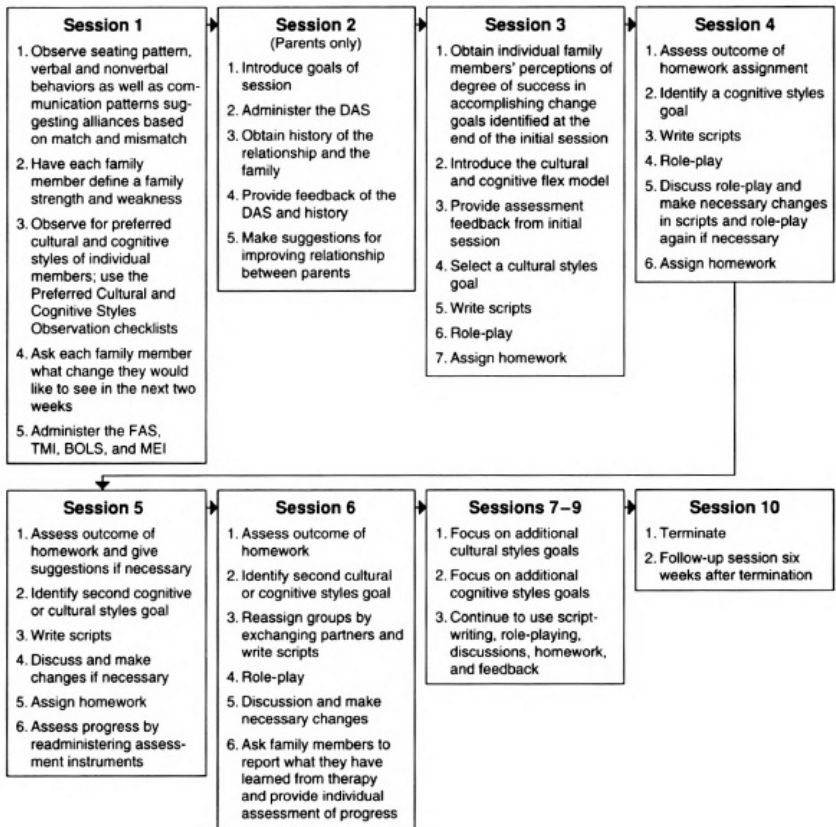 Session 1
1. Observe seating pattern,
verbal and nonverbal
behaviors as well as com-
munication patterns sug-
gesting alliances based
on match and mismatch
2. Have each family
member define a family
strength and weakness
3. Observe for preferred
cultural and cognitive
styles of individual
members; use the
Preferred Cultural and
Cognitive Styles
Observation checklists
4. Ask each family member
what change they would
like to see in the next two
weeks
5. Administer the FAS,
TMI, BOLS, and MEI
Session 2
(Parents only)
1. Introduce goals of
session
2. Administer the DAS
3. Obtain history of the
relationship and the
family
4. Provide feedback of the
DAS and history
5. Make suggestions for
improving relationship
between parents
Session 3
1. Obtain individual family
members' perceptions of
degree of success in
accomplishing change
goals identified at the
end of the initial session
2. Introduce the cultural
and cognitive flex model
3. Provide assessment
feedback from initial
session
4. Select a cultural styles
goal
5. Write scripts
6. Role-play
7. Assign homework
Session 4
1. Assess outcome of
homework assignment
2. Identify a cognitive styles
goal
3. Write scripts
4. Role-play
5. Discuss role-play and
make necessary changes
in scripts and role-play
again if necessary
6. Assign homework
Session 5
1. Assess outcome of
homework and give
suggestions if necessary
2. Identify second cognitive
or cultural styles goal
3. Write scripts
4. Discuss and make
changes if necessary
5. Assign homework
6. Assess progress by
readministering assess-
ment instruments
Session 6
1. Assess outcome of
homework
2. Identify second cultural
or cognitive styles goal
3. Reassign groups by
exchanging partners and
write scripts
4. Role-play
5. Discussion and make
necessary changes
6. Ask family members to
report what they have
learned from therapy
and provide individual
assessment of progress
Sessions 7–9
1. Focus on additional
cultural styles goals
2. Focus on additional
cognitive styles goals
3. Continue to use script-
writing, role-playing,
discussions, homework,
and feedback
Session 10
1. Terminate
2. Follow-up session six
weeks after termination